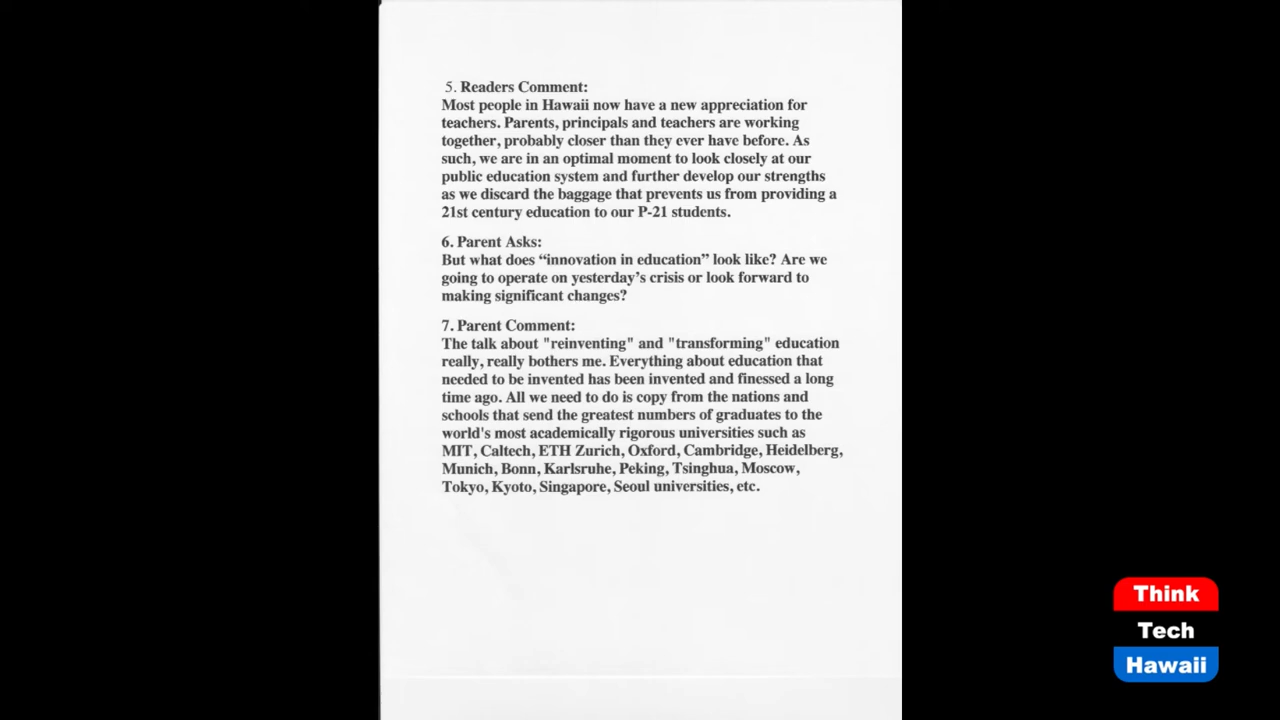 5. Readers Comment:
Most people in Hawaii now have a new appreciation for
teachers. Parents, principals and teachers are working
together, probably closer than they ever have before. As
such, we are in an optimal moment to look closely at our
public education system and further develop our strengths
as we discard the baggage that prevents us from providing a
21st century education to our P-21 students.
6. Parent Asks:
But what does “innovation in education” look like? Are we
going to operate on yesterday’s crisis or look forward to
making significant changes?
7. Parent Comment:
The talk about "reinventing" and "transforming" education
really, really bothers me. Everything about education that
needed to be invented has been invented and finessed a long
time ago. All we need to do is copy from the nations and
schools that send the greatest numbers of graduates to the
world's most academically rigorous universities such as
MIT, Caltech, ETH Zurich, Oxford, Cambridge, Heidelberg,
Munich, Bonn, Karlsruhe, Peking, Tsinghua, Moscow,
Tokyo, Kyoto, Singapore, Seoul universities, etc.
Think
Tech
Hawaii